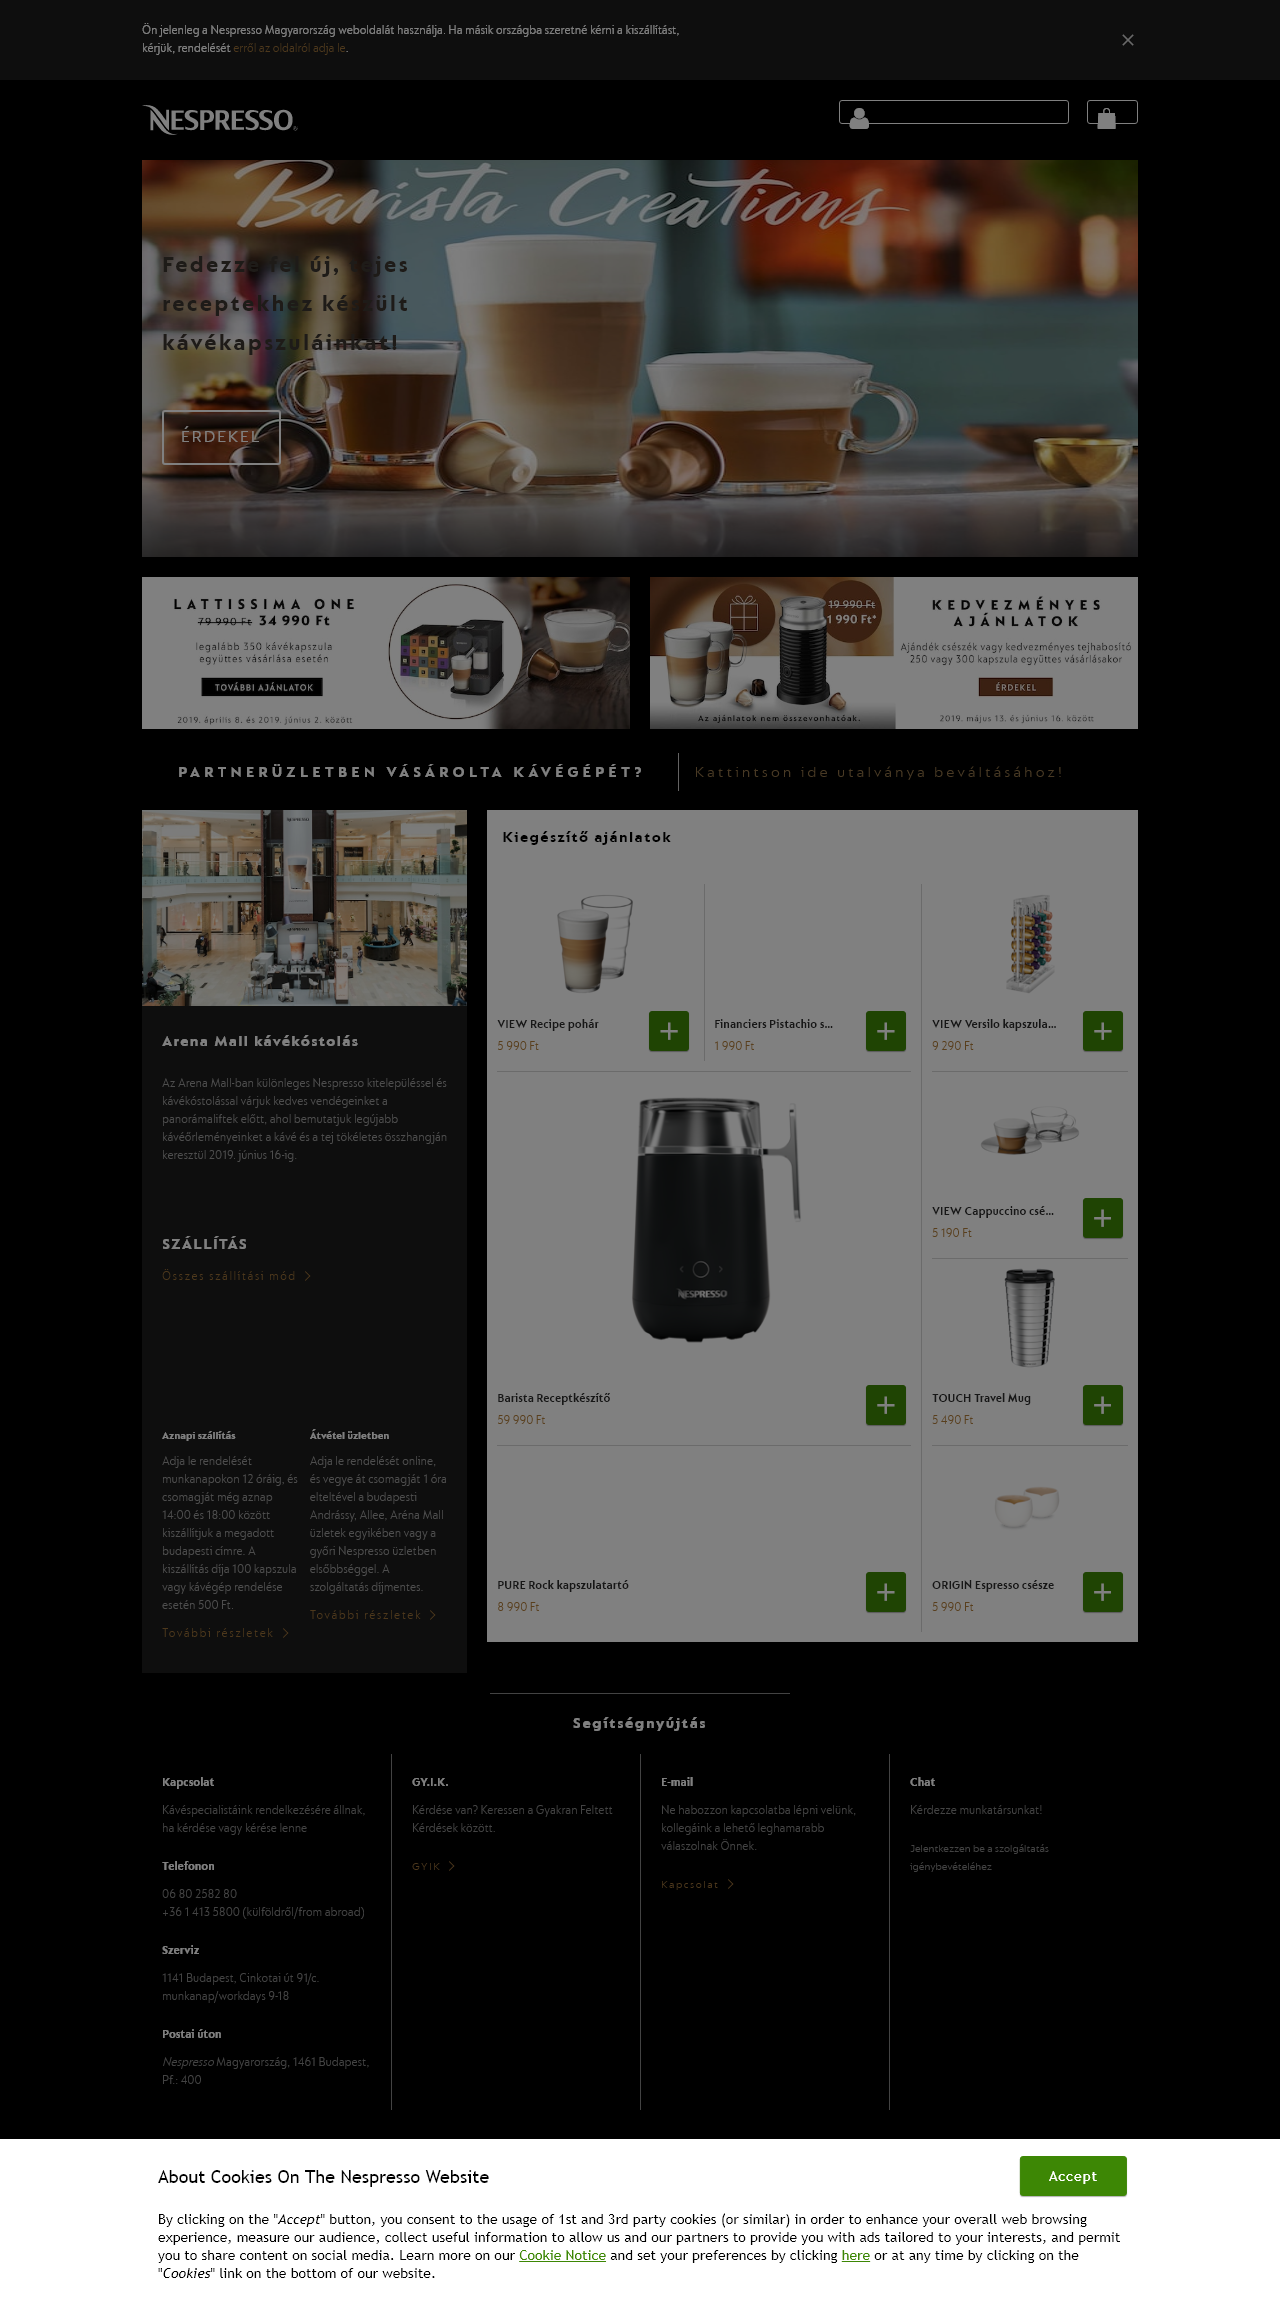 Ön jelenleg a Nespresso Magyarország weboldalát használja. Ha másik országba szeretné kérni a kiszállítást,
kérjük, rendelését erről az oldalról adja le.
NESPRESSO
Barista Creations
Fedezze fel új, tejes
receptekhez készült
kávékapszuláinkat!
ÉRDEKEL
LATTISSIMA ONE
79 990 Ft 34 990 Ft
legalább 350 kávékapszula
együttes vásárlása esetén
TOVÁBBI AJÁNLATOK
2019. április 8. és 2019. június 2. között
19 990 Ft
1 990 Ft*
Az ajánlatok nem összevonhatóak.
KEDVEZMÉNYES
AJÁNLATOK
Ajándék csészék vagy kedvezményes tejhabosító
250 vagy 300 kapszula együttes vásárlásakor
ÉRDEKEL
2019. május 13. és június 16. között
PARTNERÜZLETBEN VÁSÁROLTA KÁVÉGÉPÉT?
Kattintson ide utalványa beváltásához!
Arena Mall kávékóstolás
Az Arena Mall-ban különleges Nespresso kitelepüléssel és
kávékóstolással várjuk kedves vendégeinket a
panorámaliftek előtt, ahol bemutatjuk legújabb
kávéőrleményeinket a kávé és a tej tökéletes összhangján
keresztül 2019. június 16-ig.
SZÁLLÍTÁS
Összes szállítási mód
Aznapi szállítás
Adja le rendelését
munkanapokon 12 óráig, és
csomagját még aznap
14:00 és 18:00 között
kiszállítjuk a megadott
budapesti címre. A
kiszállítás díja 100 kapszula
vagy kávégép rendelése
esetén 500 Ft.
További részletek
Átvétel üzletben
Adja le rendelését online,
és vegye át csomagját 1 óra
elteltével a budapesti
Andrássy, Allee, Aréna Mall
üzletek egyikében vagy a
győri Nespresso üzletben
elsőbbséggel. A
szolgáltatás díjmentes.
További részletek
Kiegészítő ajánlatok
VIEW Recipe pohár
5 990 Ft
Financiers Pistachio s...
1 990 Ft
VIEW Versilo kapszula...
9 290 Ft
NESPRESSO
Barista Receptkészítő
59 990 Ft
VIEW Cappuccino csé...
5 190 Ft
TOUCH Travel Mug
5 490 Ft
PURE Rock kapszulatartó
8 990 Ft
ORIGIN Espresso csésze
5 990 Ft
Segítségnyújtás
Kapcsolat
Kávéspecialistáink rendelkezésére állnak,
ha kérdése vagy kérése lenne
Telefonon
06 80 2582 80
+36 1 413 5800 (külföldről/from abroad)
Szerviz
1141 Budapest, Cinkotai út 91/c.
munkanap/workdays 9-18
Postai úton
Nespresso Magyarország, 1461 Budapest,
Pf.: 400
GY.I.K.
Kérdése van? Keressen a Gyakran Feltett
Kérdések között.
GYIK
E-mail
Ne habozzon kapcsolatba lépni velünk,
kollégáink a lehető leghamarabb
válaszolnak Önnek.
Kapcsolat
Chat
Kérdezze munkatársunkat!
Jelentkezzen be a szolgáltatás
igénybevételéhez
About Cookies On The Nespresso Website
Accept
By clicking on the "Accept" button, you consent to the usage of 1st and 3rd party cookies (or similar) in order to enhance your overall web browsing
experience, measure our audience, collect useful information to allow us and our partners to provide you with ads tailored to your interests, and permit
you to share content on social media. Learn more on our Cookie Notice and set your preferences by clicking here or at any time by clicking on the
"Cookies" link on the bottom of our website.